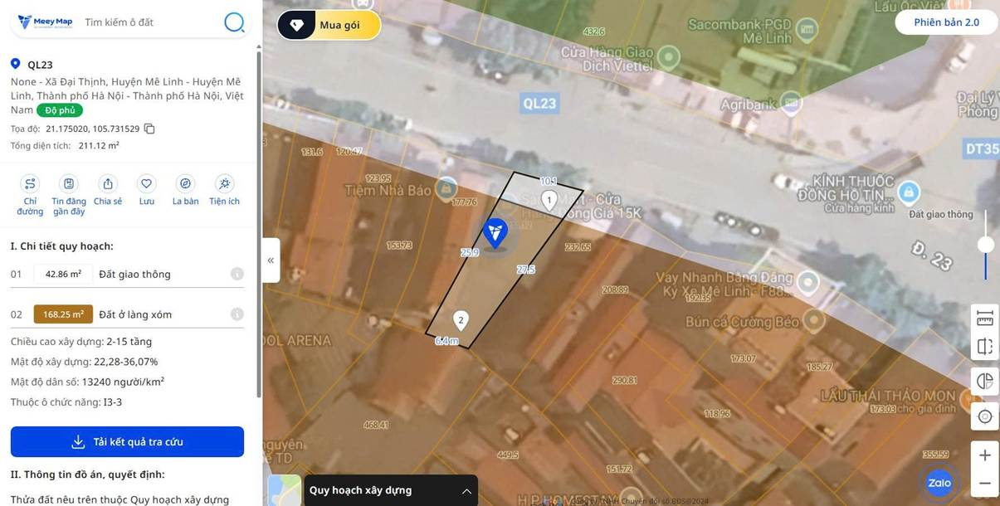 Meey Map
Tìm kiếm ô đất
QL23
None - Xã Đại Thịnh, Huyện Mê Linh - Huyện Mê
Linh, Thành phố Hà Nội - Thành phố Hà Nội, Việt
Nam Độ phủ
Tọa độ: 21.175020, 105.731529
Tổng diện tích: 211.12 m²
Chỉ đường
Tin đăng gần đây
Chia sẻ
Lưu
La bàn
Tiện ích
I. Chi tiết quy hoạch:
01 42.86 m² Đất giao thông
02 168.25 m² Đất ở làng xóm
Chiều cao xây dựng: 2-15 tầng
Mật độ xây dựng: 22,28-36,07%
Mật độ dân số: 13240 người/km²
Thuộc ô chức năng: I3-3
Tải kết quả tra cứu
II. Thông tin đồ án, quyết định:
Thửa đất nêu trên thuộc Quy hoạch xây dựng
Mua gói
Phiên bản 2.0
Lẩu Ốc
432.6
Sacombank PGD
Mê Linh
Cửa Hàng Giao
Dịch Viettel
QL23
Agribank
Đại Lý
Phòng
DT35
131.6
120.47
123.95
Tiệm Nhà Báo
177.76
10.1
1
Cửa
Giá 15K
KÍNH THUỐC
ĐỒNG HỒ TÍN...
Cửa hàng kính
Đất giao thông
153.73
25.9
27.5
232.65
Đ. 23
208.89
Vay Nhanh Bằng Đăng
Ký Xe Mê Linh - F88...
192.35
Bún cá Cường Béo
2
6.4 m
OOL ARENA
173.07
185.27
290.81
LẨU THÁI THẢO MON
173.03
cho gia đình
118.96
468.41
nguyên
TD
449.5
151.72
355.59
H.P HOMESTAY
Quy hoạch xây dựng
Zalo